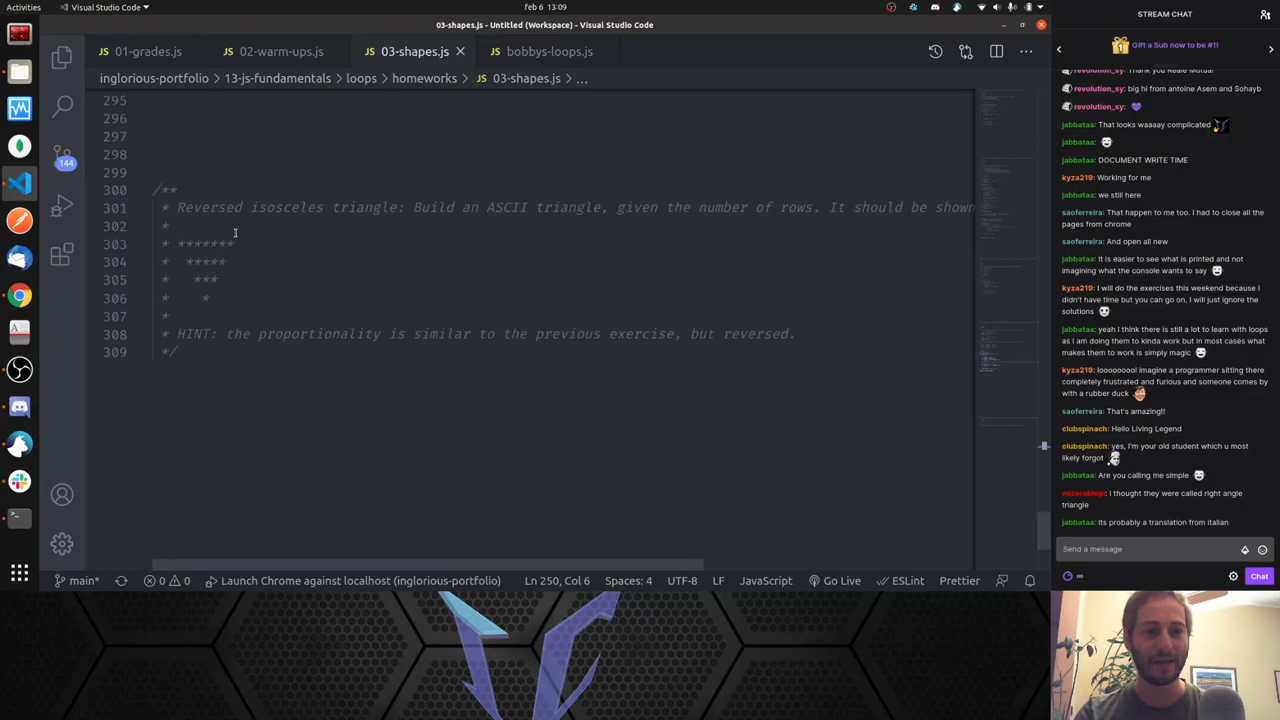 Activities
Visual Studio Code
feb 6 13:09
03-shapes.js - Untitled (Workspace) - Visual Studio Code
JS 01-grades.js
JS 02-warm-ups.js
JS 03-shapes.js
JS bobbys-loops.js
inglorious-portfolio > 13-js-fundamentals > loops > homeworks > JS 03-shapes.js > ...
295
296
297
298
299
300 /**
301 * Reversed isosceles triangle: Build an ASCII triangle, given the number of rows. It should be shown
302 *
303 * *******
304 * *****
305 * ***
306 * *
307 *
308 * HINT: the proportionality is similar to the previous exercise, but reversed.
309 */
144
main*
0 0
Launch Chrome against localhost (inglorious-portfolio)
Ln 250, Col 6
Spaces: 4
UTF-8
LF
JavaScript
Go Live
ESLint
Prettier
STREAM CHAT
Gift a Sub now to be #1!
revolution_sy: Thank you Reale Mutua!
revolution_sy: big hi from antoine Asem and Sohayb
revolution_sy:
jabbataa: That looks waaaay complicated
jabbataa:
jabbataa: DOCUMENT WRITE TIME
kyza219: Working for me
jabbataa: we still here
saoferreira: That happen to me too. I had to close all the
pages from chrome
saoferreira: And open all new
jabbataa: It is easier to see what is printed and not
imagining what the console wants to say
kyza219: I will do the exercises this weekend because I
didn't have time but you can go on, I will just ignore the
solutions
jabbataa: yeah I think there is still a lot to learn with loops
as I am doing them to kinda work but in most cases what
makes them to work is simply magic
kyza219: looooooool imagine a programmer sitting there
completely frustrated and furious and someone comes by
with a rubber duck
saoferreira: That's amazing!!
clubspinach: Hello Living Legend
clubspinach: yes, I'm your old student which u most
likely forgot
jabbataa: Are you calling me simple
I thought they were called right angle
triangle
jabbataa: Its probably a translation from italian
Send a message
Chat